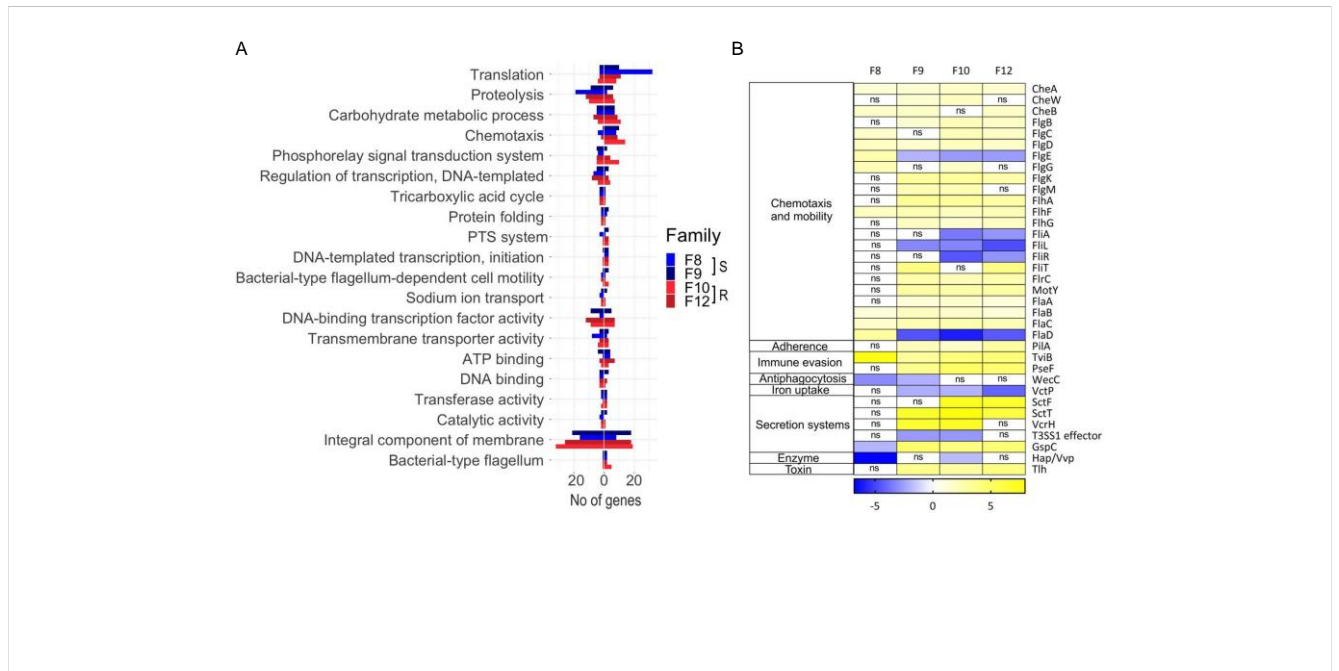 A
Translation
Proteolysis
Carbohydrate metabolic process
Chemotaxis
Phosphorelay signal transduction system
Regulation of transcription, DNA-templated
Tricarboxylic acid cycle
Protein folding
PTS system
DNA-templated transcription, initiation
Bacterial-type flagellum-dependent cell motility
Sodium ion transport
DNA-binding transcription factor activity
Transmembrane transporter activity
ATP binding
DNA binding
Transferase activity
Catalytic activity
Integral component of membrane
Bacterial-type flagellum
20 0 20
No of genes
Family
F8
F9 ] S
F10
F12 ] R
B
F8 F9 F10 F12
Chemotaxis
and mobility
CheA
ns ns CheW
ns CheB
ns FlgB
ns FlgC
FlgD
FlgE
ns ns FlgG
ns FlgK
ns ns FlgM
ns FlhA
FlhF
ns FlhG
ns ns FliA
ns FliL
ns ns FliR
ns ns FliT
ns FlrC
ns MotY
ns FlaA
FlaB
FlaC
FlaD
Adherence ns PilA
Immune evasion
TviB
ns PseF
Antiphagocytosis ns ns WecC
Iron uptake ns VctP
Secretion systems
ns ns SctF
ns SctT
ns ns VcrH
ns ns T3SS1 effector
GspC
Enzyme ns ns Hap/Vvp
Toxin ns Tlh
-5 0 5